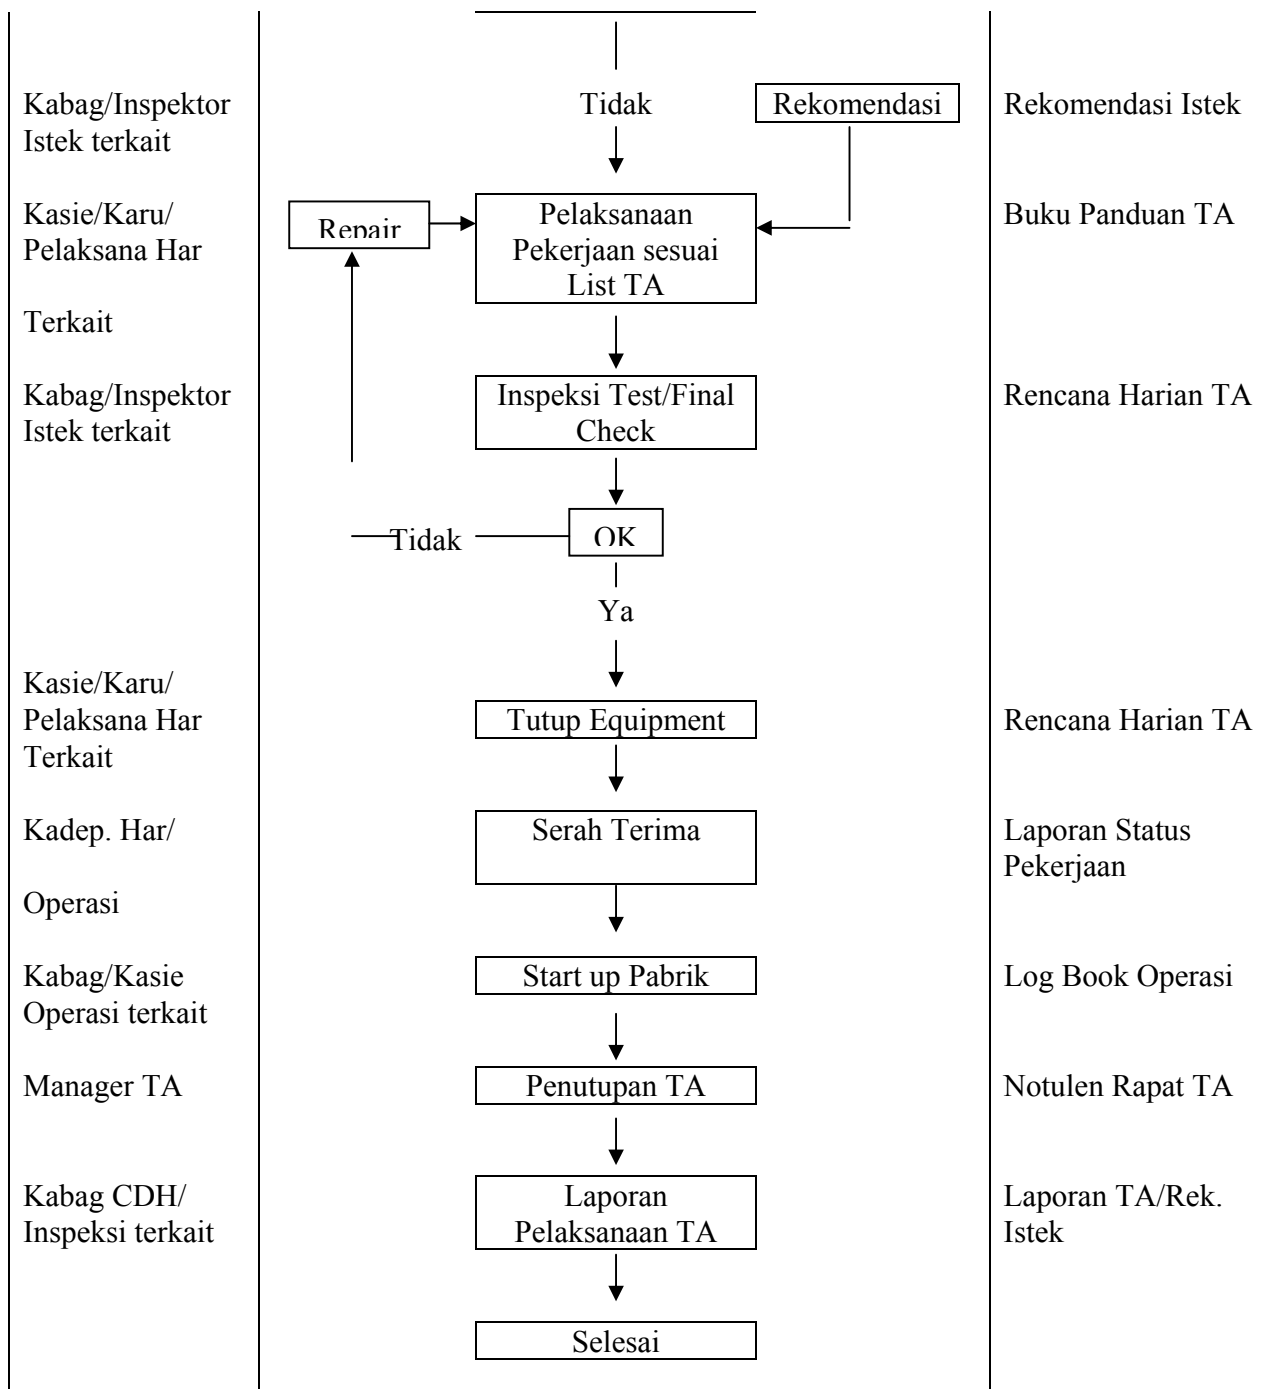 Kabag/Inspektor
Istek terkait
Tidak
Rekomendasi
Rekomendasi Istek
Kasie/Karu/
Pelaksana Har
Terkait
Repair
Pelaksanaan
Pekerjaan sesuai
List TA
Buku Panduan TA
Kabag/Inspektor
Istek terkait
Inspeksi Test/Final
Check
Rencana Harian TA
Tidak
OK
Ya
Kasie/Karu/
Pelaksana Har
Terkait
Tutup Equipment
Rencana Harian TA
Kadep. Har/
Operasi
Serah Terima
Laporan Status
Pekerjaan
Kabag/Kasie
Operasi terkait
Start up Pabrik
Log Book Operasi
Manager TA
Penutupan TA
Notulen Rapat TA
Kabag CDH/
Inspeksi terkait
Laporan
Pelaksanaan TA
Laporan TA/Rek.
Istek
Selesai